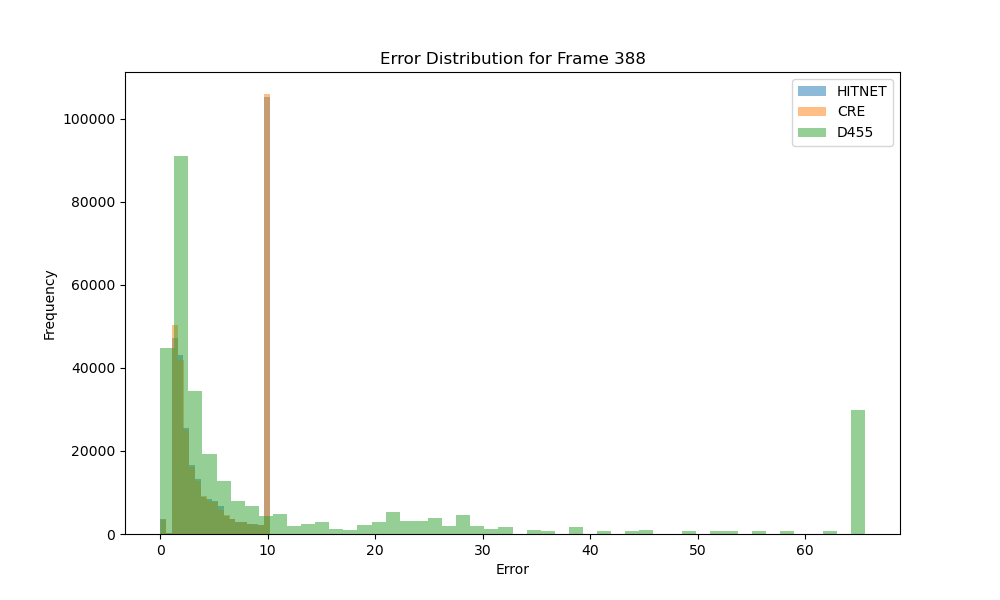 Error Distribution for Frame 388
HITNET
CRE
D455
100000
80000
60000
40000
20000
0
Frequency
0 10 20 30 40 50 60
Error